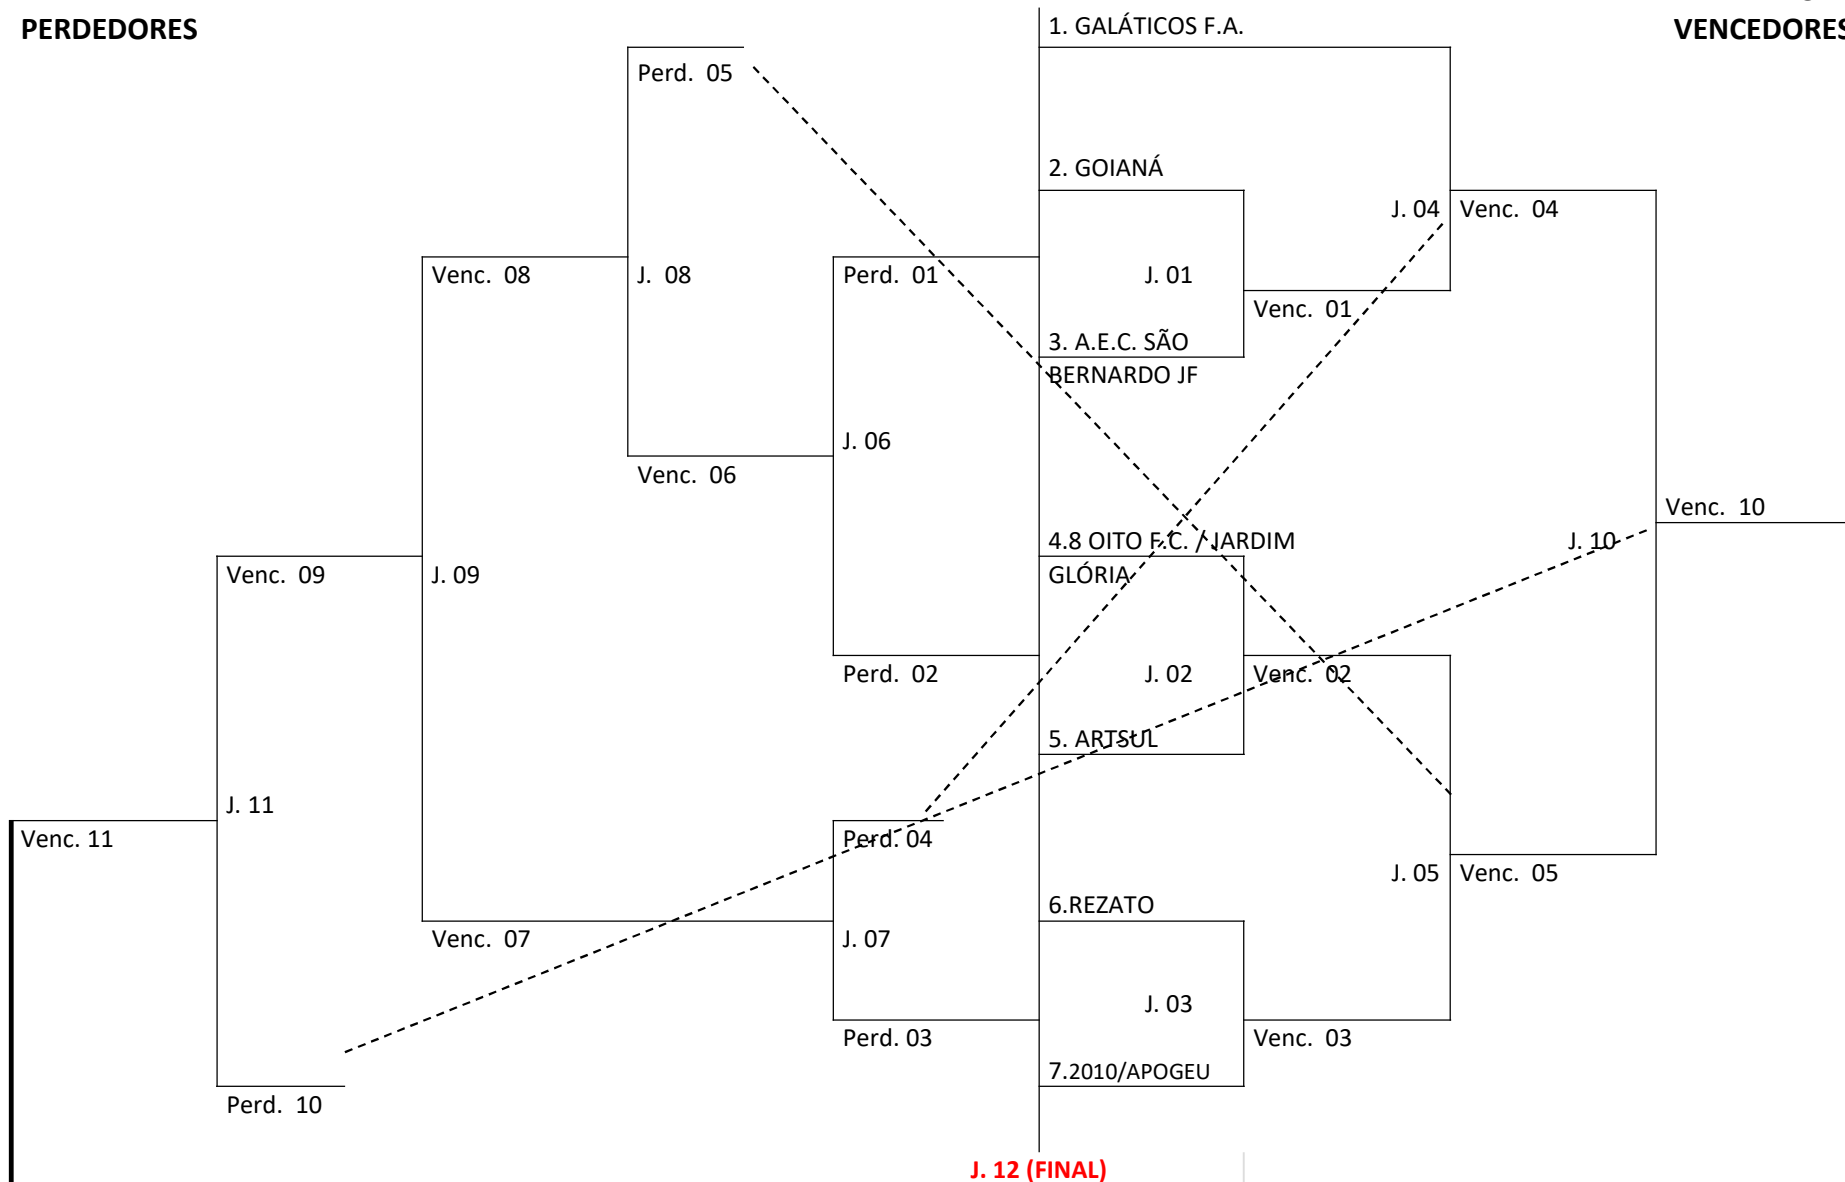 PERDEDORES
1. GALÁTICOS F.A.
VENCEDORES
Perd. 05
2. GOIANÁ
J. 04
Venc. 04
Venc. 08
J. 08
Perd. 01
J. 01
Venc. 01
3. A.E.C. SÃO
BERNARDO JF
J. 06
Venc. 06
Venc. 10
4.8 OITO F.C. / JARDIM
GLÓRIA
J. 10
Venc. 09
J. 09
Perd. 02
J. 02
Venc. 02
5. ARTSUL
J. 11
Venc. 11
Perd. 04
J. 05
Venc. 05
6.REZATO
Venc. 07
J. 07
J. 03
Perd. 03
Venc. 03
7.2010/APOGEU
Perd. 10
J. 12 (FINAL)